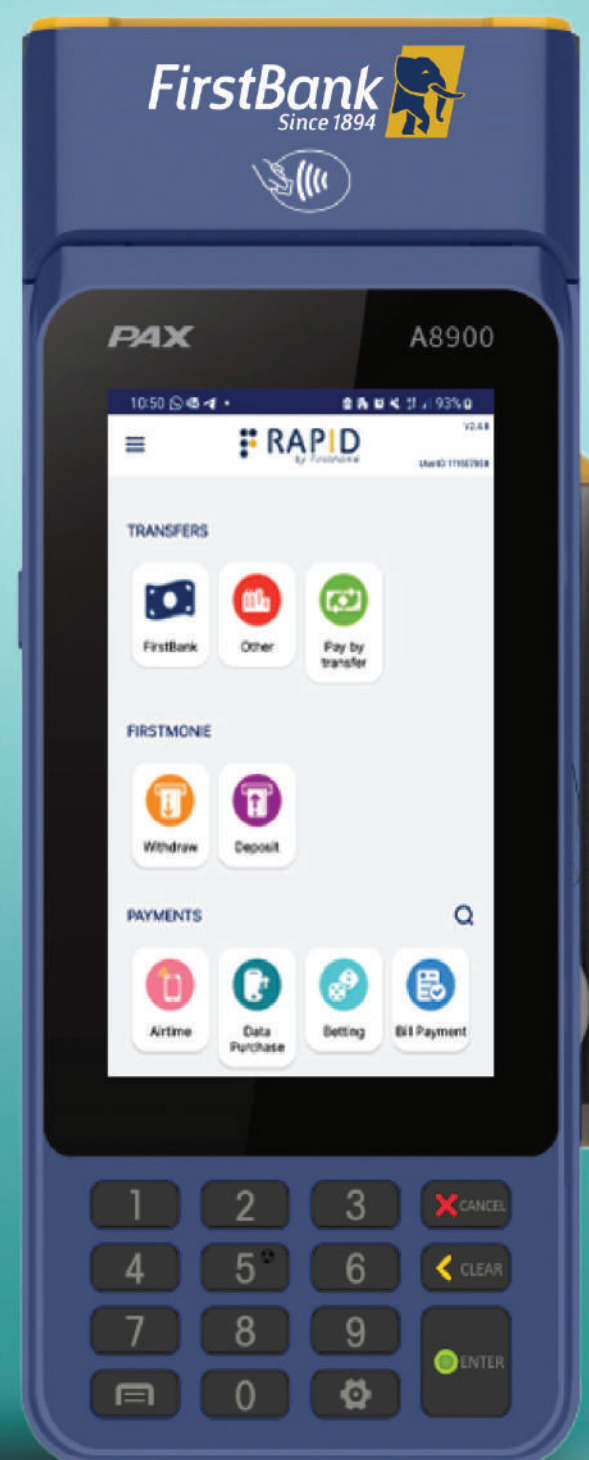 FirstBank
Since 1894
PAX A8900
10:50 93%
V2.4.8
RAPID
by Firstmonie
TRANSFERS
FirstBank Other Pay by
transfer
FIRSTMONIE
Withdraw Deposit
PAYMENTS
Airtime Data Betting Bill Payment
Purchase
1 2 3 CANCEL
4 5 6 CLEAR
7 8 9 ENTER
0